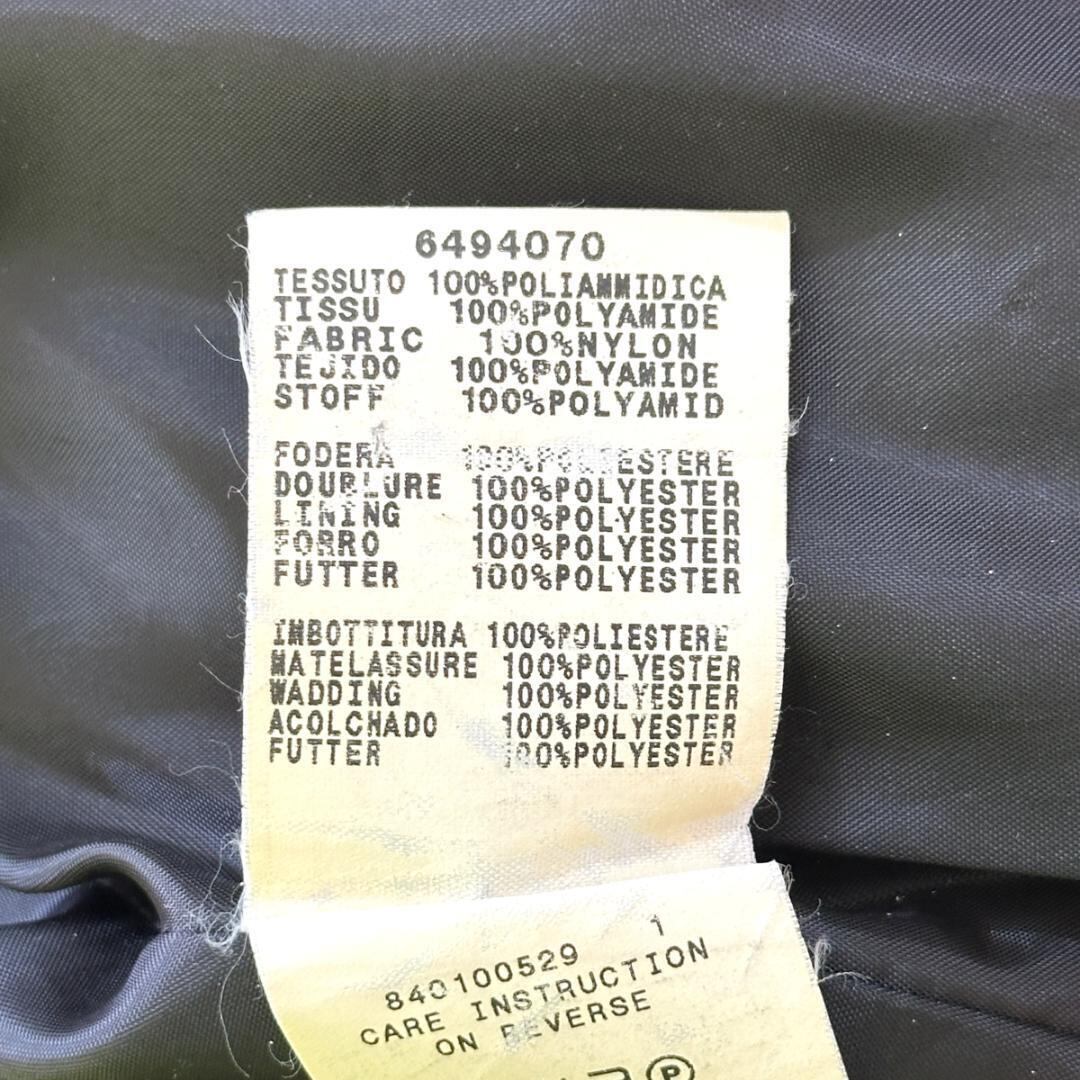 6494070
TESSUTO 100%POLIAMMIDICA
TISSU 100%POLYAMIDE
FABRIC 100%NYLON
TEJIDO 100%POLYAMIDE
STOFF 100%POLYAMID
FODERA 100%POLIESTERE
DOUBLURE 100%POLYESTER
LINING 100%POLYESTER
FORRO 100%POLYESTER
FUTTER 100%POLYESTER
IMBOTTITURA 100%POLIESTERE
MATELASSURE 100%POLYESTER
WADDING 100%POLYESTER
ACOLCHADO 100%POLYESTER
FUTTER 100%POLYESTER
840100529 1
CARE INSTRUCTION
ON REVERSE
P